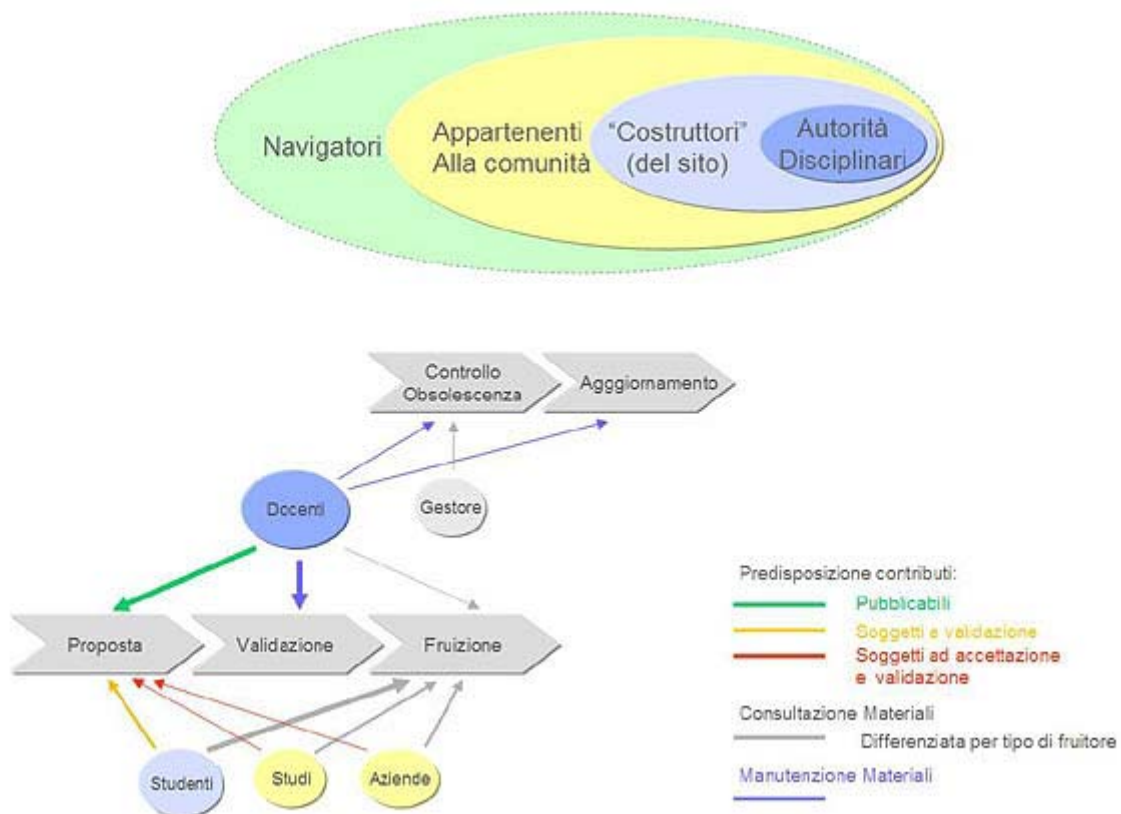 Navigatori
Appartenenti
Alla comunità
"Costruttori"
(del sito)
Autorità
Disciplinari
Controllo
Obsolescenza
Agggiornamento
Docenti
Gestore
Proposta
Validazione
Fruizione
Studenti
Studi
Aziende
Predisposizione contributi:
Pubblicabili
Soggetti e validazione
Soggetti ad accettazione
e validazione
Consultazione Materiali
Differenziata per tipo di fruitore
Manutenzione Materiali